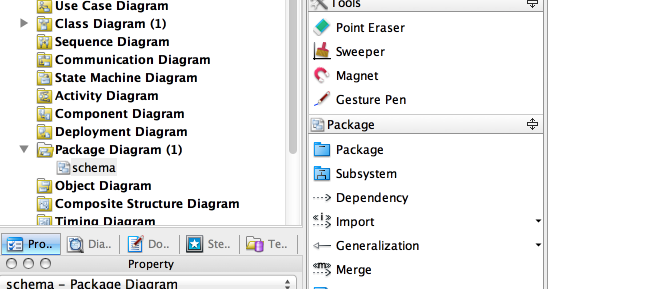 Use Case Diagram
Class Diagram (1)
Sequence Diagram
Communication Diagram
State Machine Diagram
Activity Diagram
Component Diagram
Deployment Diagram
Package Diagram (1)
schema
Object Diagram
Composite Structure Diagram
Timing Diagram
Pro..
Dia..
Do..
Ste..
Te..
Property
schema – Package Diagram
Tools
Point Eraser
Sweeper
Magnet
Gesture Pen
Package
Package
Subsystem
Dependency
«i» Import
Generalization
«m» Merge